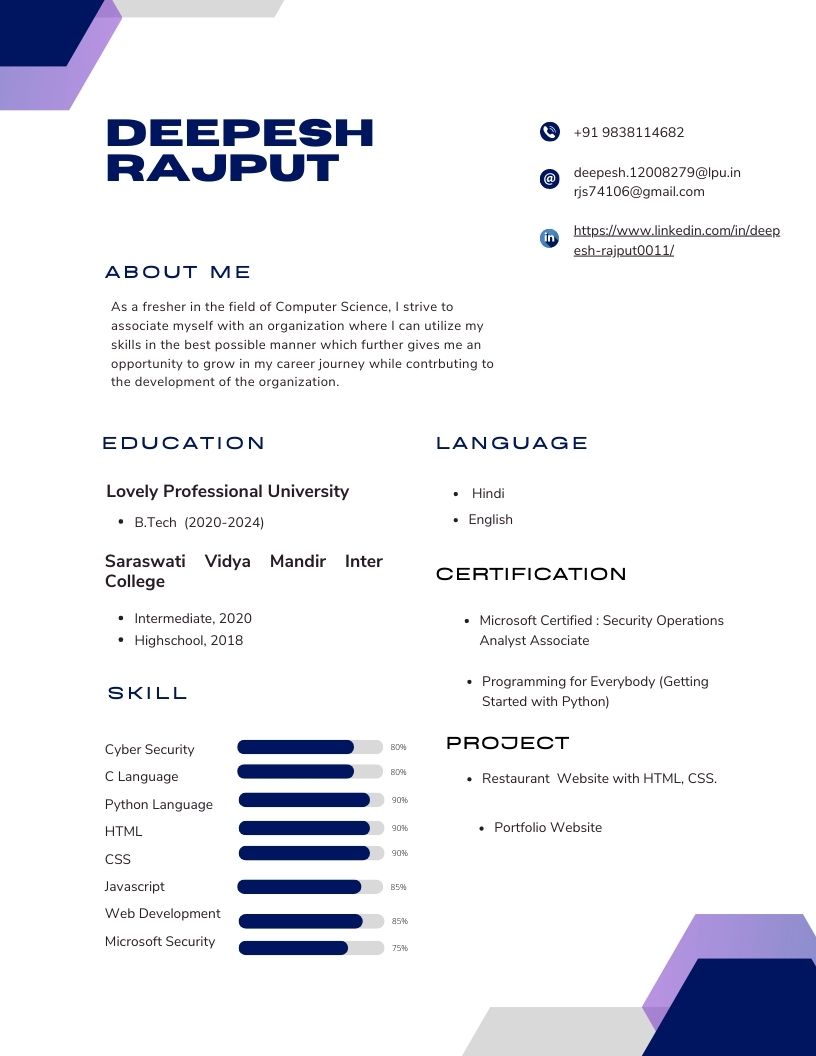 DEEPESH
RAJPUT
+91 9838114682
deepesh.12008279@lpu.in
rjs74106@gmail.com
in
https://www.linkedin.com/in/deep
esh-rajput0011/
ABOUT ME
As a fresher in the field of Computer Science, I strive to
associate myself with an organization where I can utilize my
skills in the best possible manner which further gives me an
opportunity to grow in my career journey while contrbuting to
the development of the organization.
EDUCATION
Lovely Professional University
• B.Tech (2020-2024)
Saraswati Vidya Mandir Inter
College
• Intermediate, 2020
• Highschool, 2018
SKILL
Cyber Security 80%
C Language 80%
Python Language 90%
HTML 90%
CSS 90%
Javascript 85%
Web Development 85%
Microsoft Security 75%
LANGUAGE
• Hindi
• English
CERTIFICATION
• Microsoft Certified : Security Operations
Analyst Associate
• Programming for Everybody (Getting
Started with Python)
PROJECT
• Restaurant Website with HTML, CSS.
• Portfolio Website